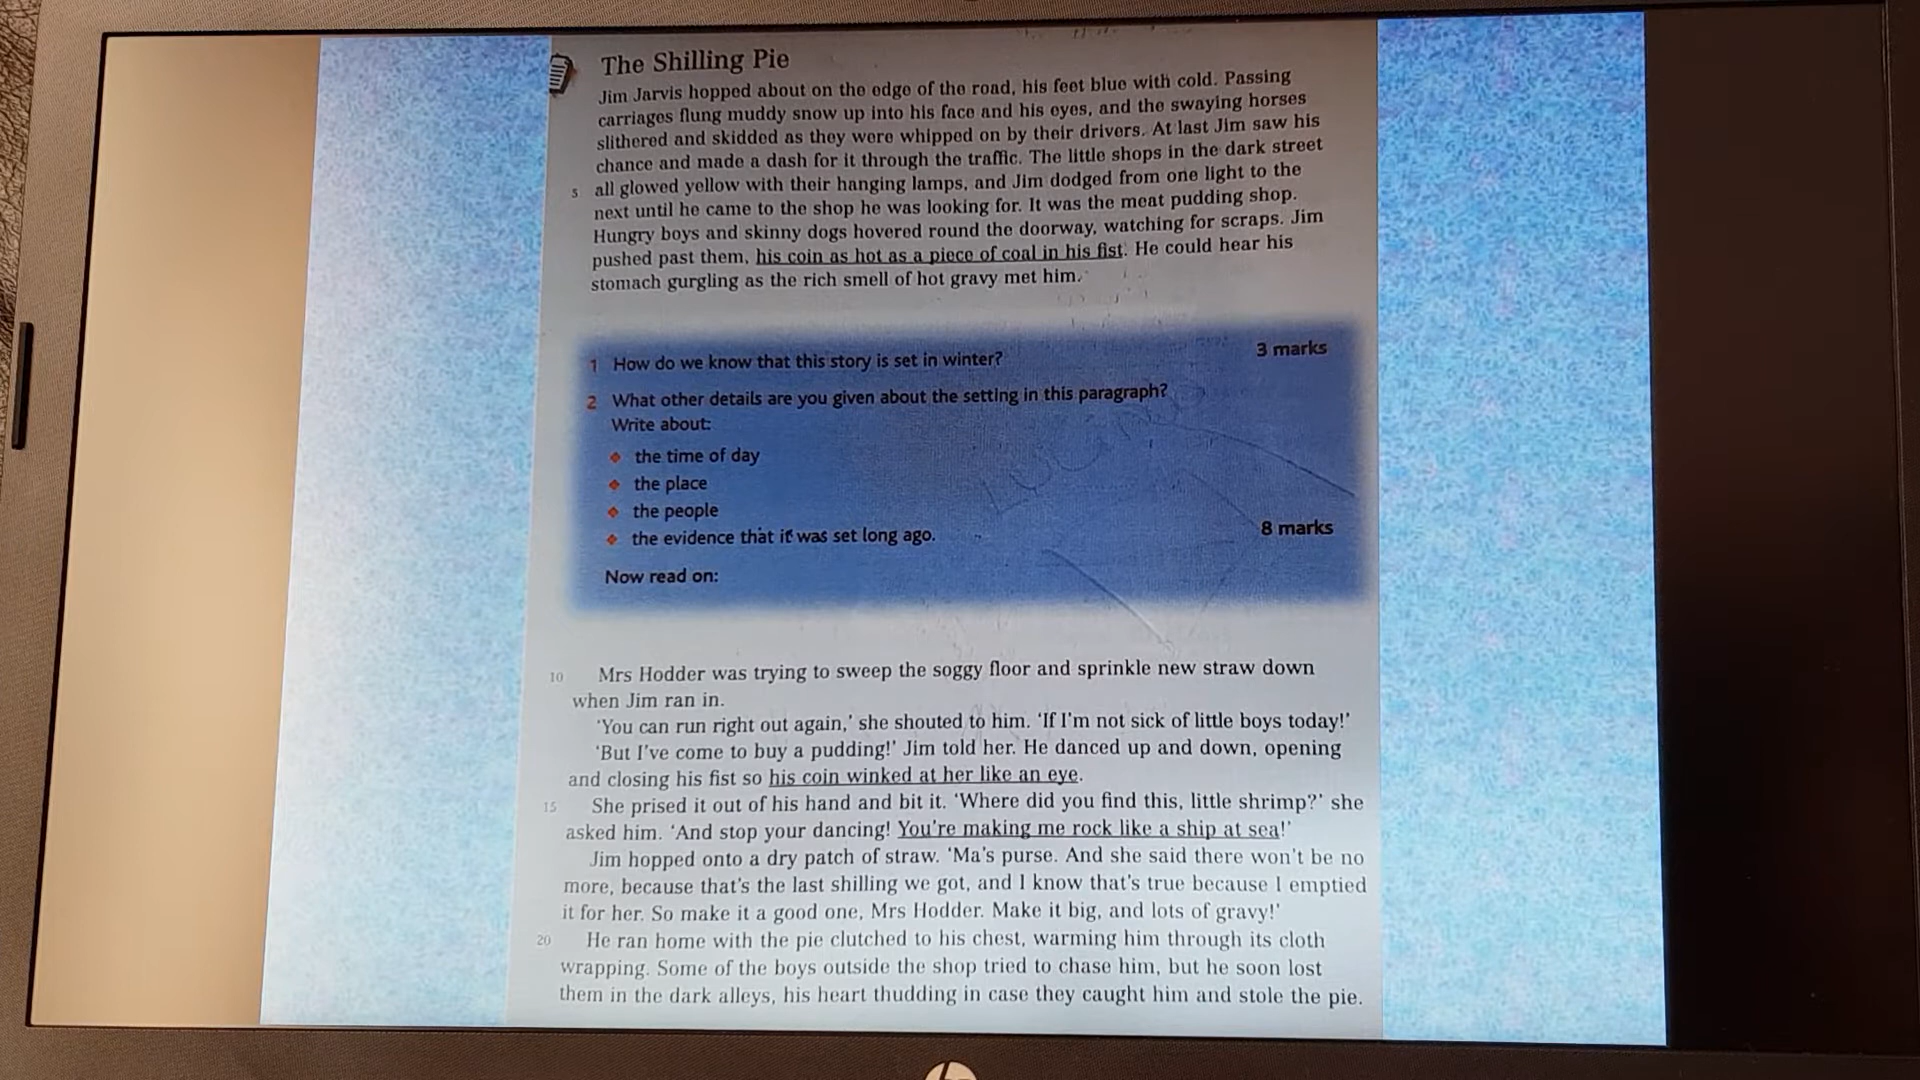 The Shilling Pie
Jim Jarvis hopped about on the edge of the road, his feet blue with cold. Passing
carriages flung muddy snow up into his face and his eyes, and the swaying horses
slithered and skidded as they were whipped on by their drivers. At last Jim saw his
chance and made a dash for it through the traffic. The little shops in the dark street
5 all glowed yellow with their hanging lamps, and Jim dodged from one light to the
next until he came to the shop he was looking for. It was the meat pudding shop.
Hungry boys and skinny dogs hovered round the doorway, watching for scraps. Jim
pushed past them, his coin as hot as a piece of coal in his fist. He could hear his
stomach gurgling as the rich smell of hot gravy met him.
1 How do we know that this story is set in winter? 3 marks
2 What other details are you given about the setting in this paragraph?
Write about:
the time of day
the place
the people
the evidence that it was set long ago. 8 marks
Now read on:
10 Mrs Hodder was trying to sweep the soggy floor and sprinkle new straw down
when Jim ran in.
'You can run right out again,' she shouted to him. 'If I'm not sick of little boys today!'
'But I've come to buy a pudding!' Jim told her. He danced up and down, opening
and closing his fist so his coin winked at her like an eye.
15 She prised it out of his hand and bit it. 'Where did you find this, little shrimp?' she
asked him. 'And stop your dancing! You're making me rock like a ship at sea!'
Jim hopped onto a dry patch of straw. 'Ma's purse. And she said there won't be no
more, because that's the last shilling we got, and I know that's true because I emptied
it for her. So make it a good one, Mrs Hodder. Make it big, and lots of gravy!'
20 He ran home with the pie clutched to his chest, warming him through its cloth
wrapping. Some of the boys outside the shop tried to chase him, but he soon lost
them in the dark alleys, his heart thudding in case they caught him and stole the pie.